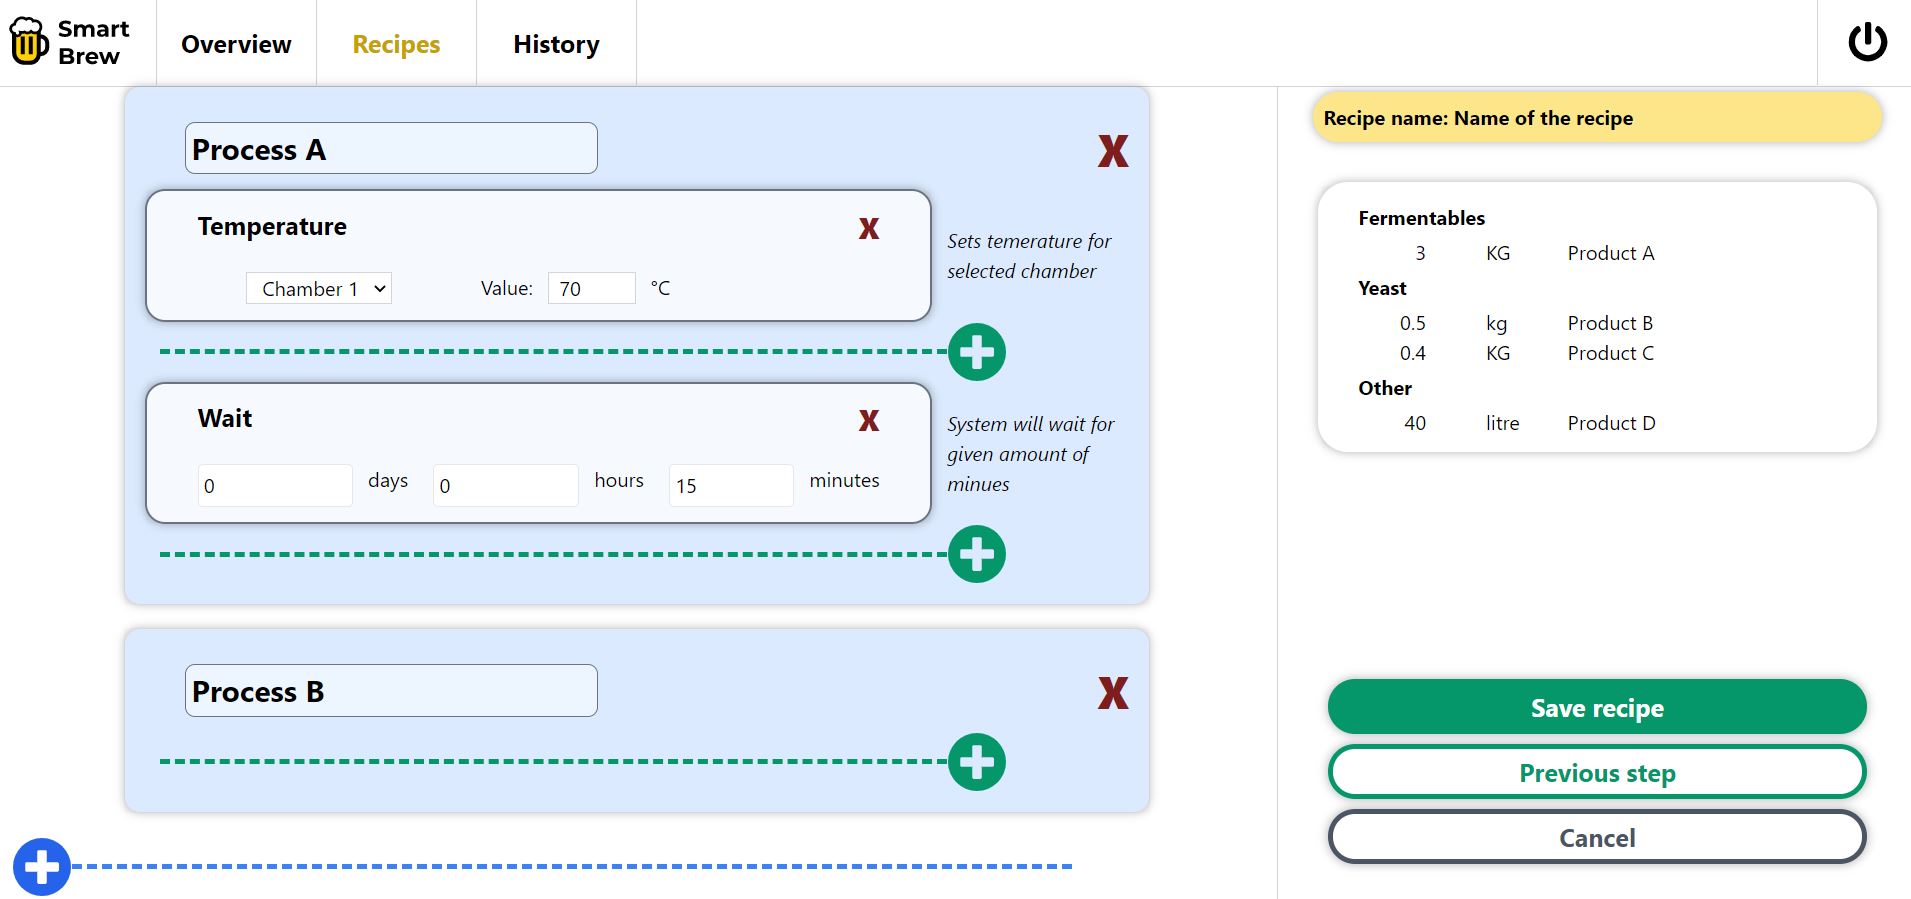 Smart
Brew
Overview
Recipes
History
Process A
X
Temperature
X
Chamber 1
Value:
70
°C
Sets temerature for
selected chamber
Wait
X
0
days
0
hours
15
minutes
System will wait for
given amount of
minues
Process B
X
Recipe name: Name of the recipe
Fermentables
3 KG Product A
Yeast
0.5 kg Product B
0.4 KG Product C
Other
40 litre Product D
Save recipe
Previous step
Cancel